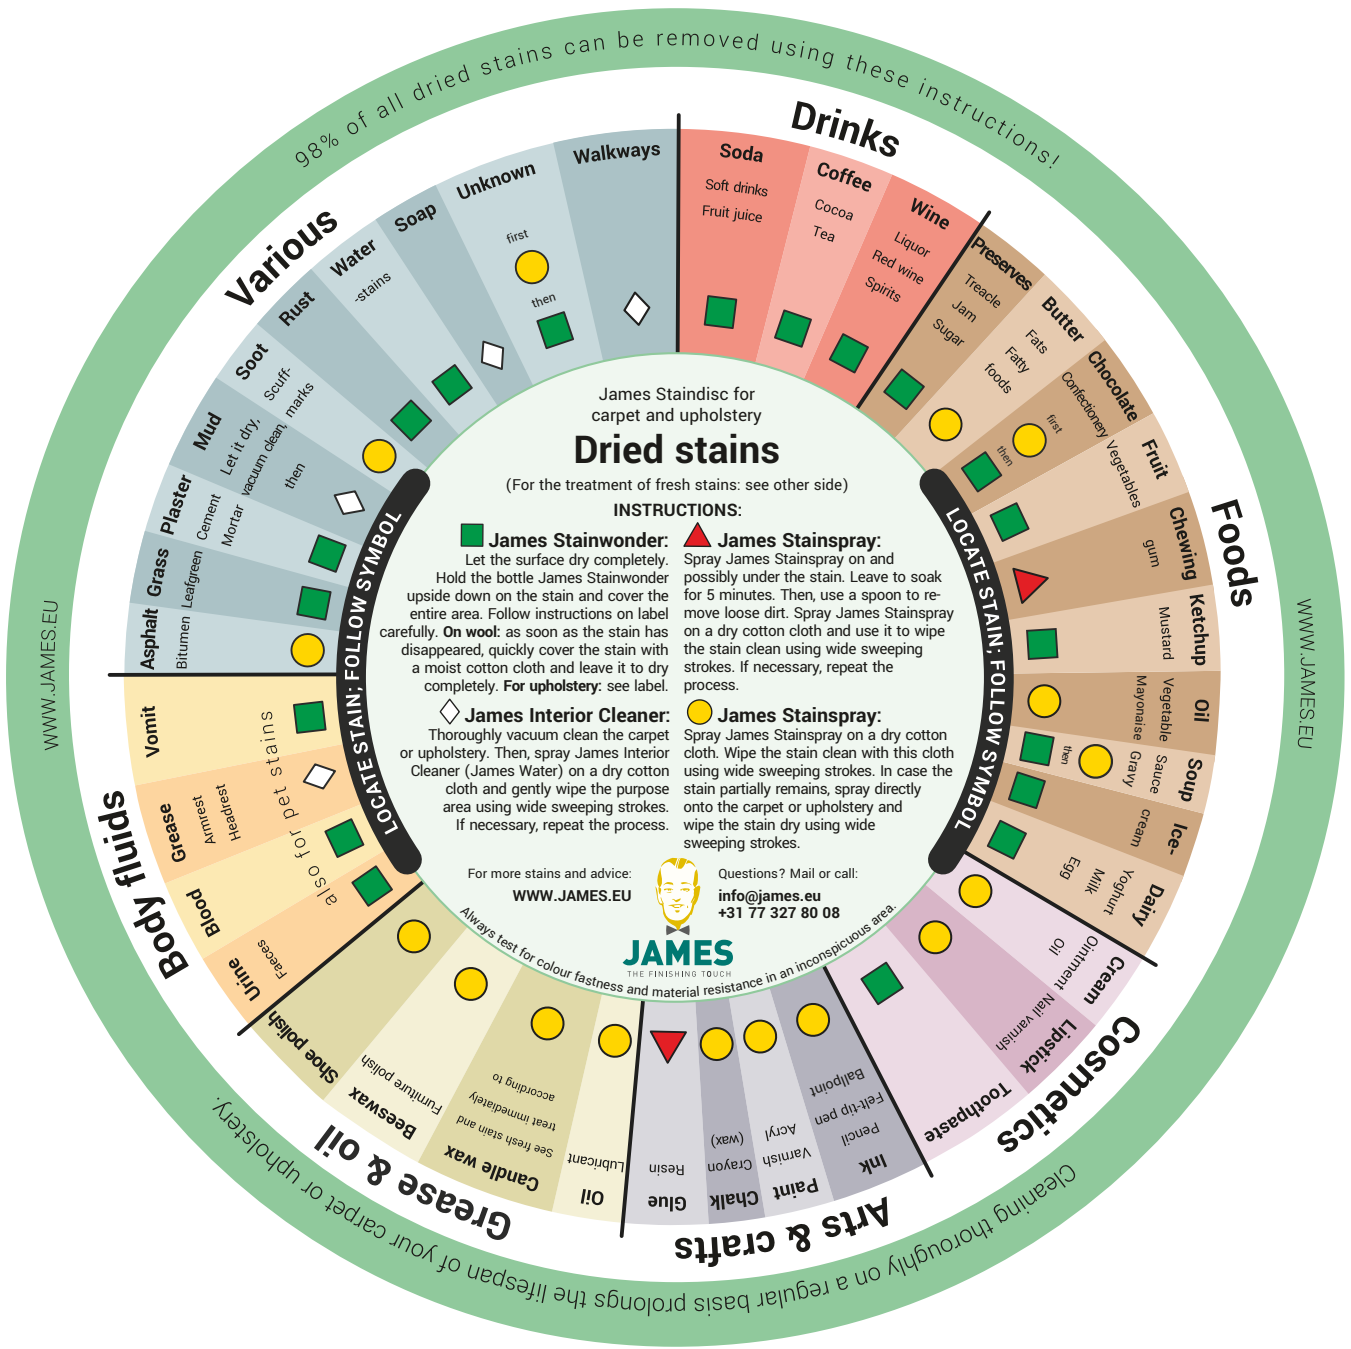 98% of all dried stains can be removed using these instructions!
WWW.JAMES.EU
WWW.JAMES.EU
Cleaning thoroughly on a regular basis prolongs the lifespan of your carpet or upholstery.
Drinks
Soda
Soft drinks
Fruit juice
Coffee
Cocoa
Tea
Wine
Liquor
Red wine
Spirits
Foods
Preserves
Treacle
Jam
Sugar
Butter
Fats
Fatty
foods
Chocolate
Confectionery
first
then
Fruit
Vegetables
Chewing
gum
Ketchup
Mustard
Oil
Vegetable
Mayonaise
Soup
Sauce
Gravy
then
Ice-
cream
Dairy
Yoghurt
Milk
Egg
Cosmetics
Cream
Ointment
Oil
Lipstick
Nail varnish
Toothpaste
Arts & crafts
Ink
Pencil
Felt-tip pen
Ballpoint
Paint
Varnish
Acryl
Chalk
Crayon
(wax)
Glue
Resin
Grease & oil
Oil
Lubricant
Candle wax
See fresh stain and
treat immediately
according to
Beeswax
Furniture polish
Shoe polish
Body fluids
Urine
Faeces
Blood
Grease
Armrest
Headrest
Vomit
also for pet stains
Various
Asphalt
Bitumen
Grass
Leafgreen
Plaster
Cement
Mortar
Mud
Let it dry,
vacuum clean,
then
Soot
Scuff-
marks
Rust
Water
-stains
Soap
Unknown
first
then
Walkways
LOCATE STAIN; FOLLOW SYMBOL
LOCATE STAIN; FOLLOW SYMBOL
James Staindisc for
carpet and upholstery
Dried stains
(For the treatment of fresh stains: see other side)
INSTRUCTIONS:
James Stainwonder:
Let the surface dry completely.
Hold the bottle James Stainwonder
upside down on the stain and cover the
entire area. Follow instructions on label
carefully. On wool: as soon as the stain has
disappeared, quickly cover the stain with
a moist cotton cloth and leave it to dry
completely. For upholstery: see label.
James Stainspray:
Spray James Stainspray on and
possibly under the stain. Leave to soak
for 5 minutes. Then, use a spoon to re-
move loose dirt. Spray James Stainspray
on a dry cotton cloth and use it to wipe
the stain clean using wide sweeping
strokes. If necessary, repeat the
process.
James Interior Cleaner:
Thoroughly vacuum clean the carpet
or upholstery. Then, spray James Interior
Cleaner (James Water) on a dry cotton
cloth and gently wipe the purpose
area using wide sweeping strokes.
If necessary, repeat the process.
James Stainspray:
Spray James Stainspray on a dry cotton
cloth. Wipe the stain clean with this cloth
using wide sweeping strokes. In case the
stain partially remains, spray directly
onto the carpet or upholstery and
wipe the stain dry using wide
sweeping strokes.
For more stains and advice:
WWW.JAMES.EU
Questions? Mail or call:
info@james.eu
+31 77 327 80 08
JAMES
THE FINISHING TOUCH
Always test for colour fastness and material resistance in an inconspicuous area.